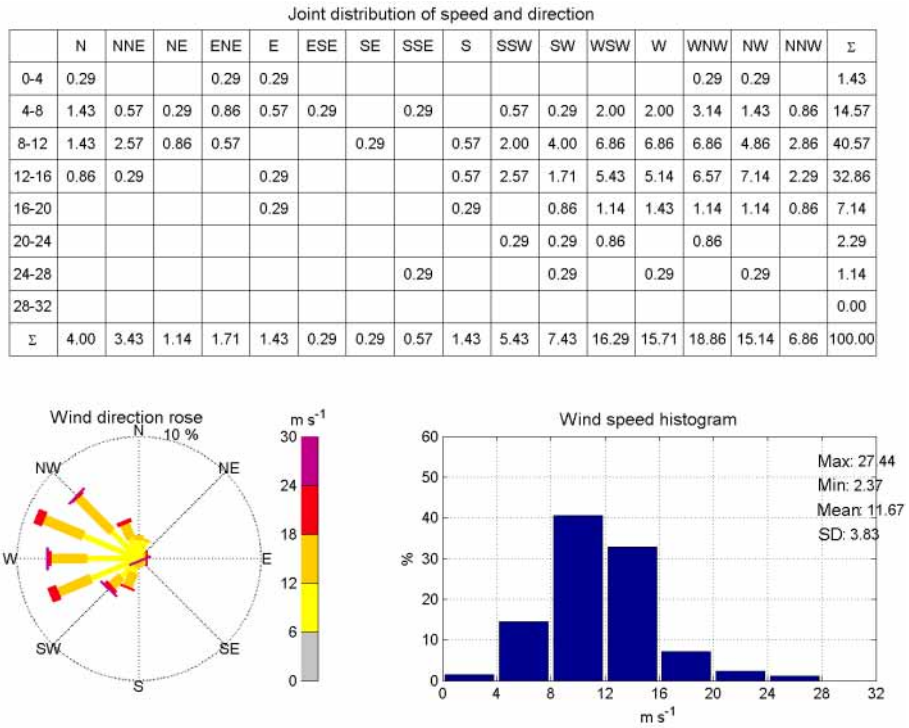 Joint distribution of speed and direction
N NNE NE ENE E ESE SE SSE S SSW SW WSW W WNW NW NNW Σ
0-4 0.29 0.29 0.29 0.29 0.29 1.43
4-8 1.43 0.57 0.29 0.86 0.57 0.29 0.29 0.57 0.29 2.00 2.00 3.14 1.43 0.86 14.57
8-12 1.43 2.57 0.86 0.57 0.29 0.57 2.00 4.00 6.86 6.86 6.86 4.86 2.86 40.57
12-16 0.86 0.29 0.29 0.57 2.57 1.71 5.43 5.14 6.57 7.14 2.29 32.86
16-20 0.29 0.29 0.86 1.14 1.43 1.14 1.14 0.86 7.14
20-24 0.29 0.29 0.86 0.86 2.29
24-28 0.29 0.29 0.29 0.29 1.14
28-32 0.00
Σ 4.00 3.43 1.14 1.71 1.43 0.29 0.29 0.57 1.43 5.43 7.43 16.29 15.71 18.86 15.14 6.86 100.00
Wind direction rose
10 %
N
NE
E
SE
S
SW
W
NW
m s⁻¹
30
24
18
12
6
0
Wind speed histogram
Max: 27.44
Min: 2.37
Mean: 11.67
SD: 3.83
%
60
50
40
30
20
10
0
0 4 8 12 16 20 24 28 32
m s⁻¹